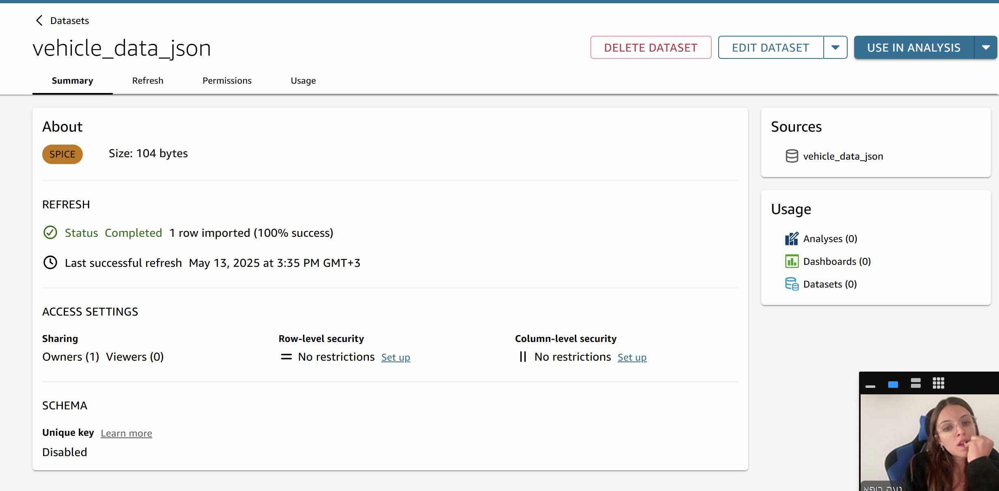 Datasets
vehicle_data_json
DELETE DATASET
EDIT DATASET
USE IN ANALYSIS
Summary
Refresh
Permissions
Usage
About
SPICE
Size: 104 bytes
REFRESH
Status Completed 1 row imported (100% success)
Last successful refresh May 13, 2025 at 3:35 PM GMT+3
ACCESS SETTINGS
Sharing
Owners (1) Viewers (0)
Row-level security
No restrictions Set up
Column-level security
No restrictions Set up
SCHEMA
Unique key Learn more
Disabled
Sources
vehicle_data_json
Usage
Analyses (0)
Dashboards (0)
Datasets (0)